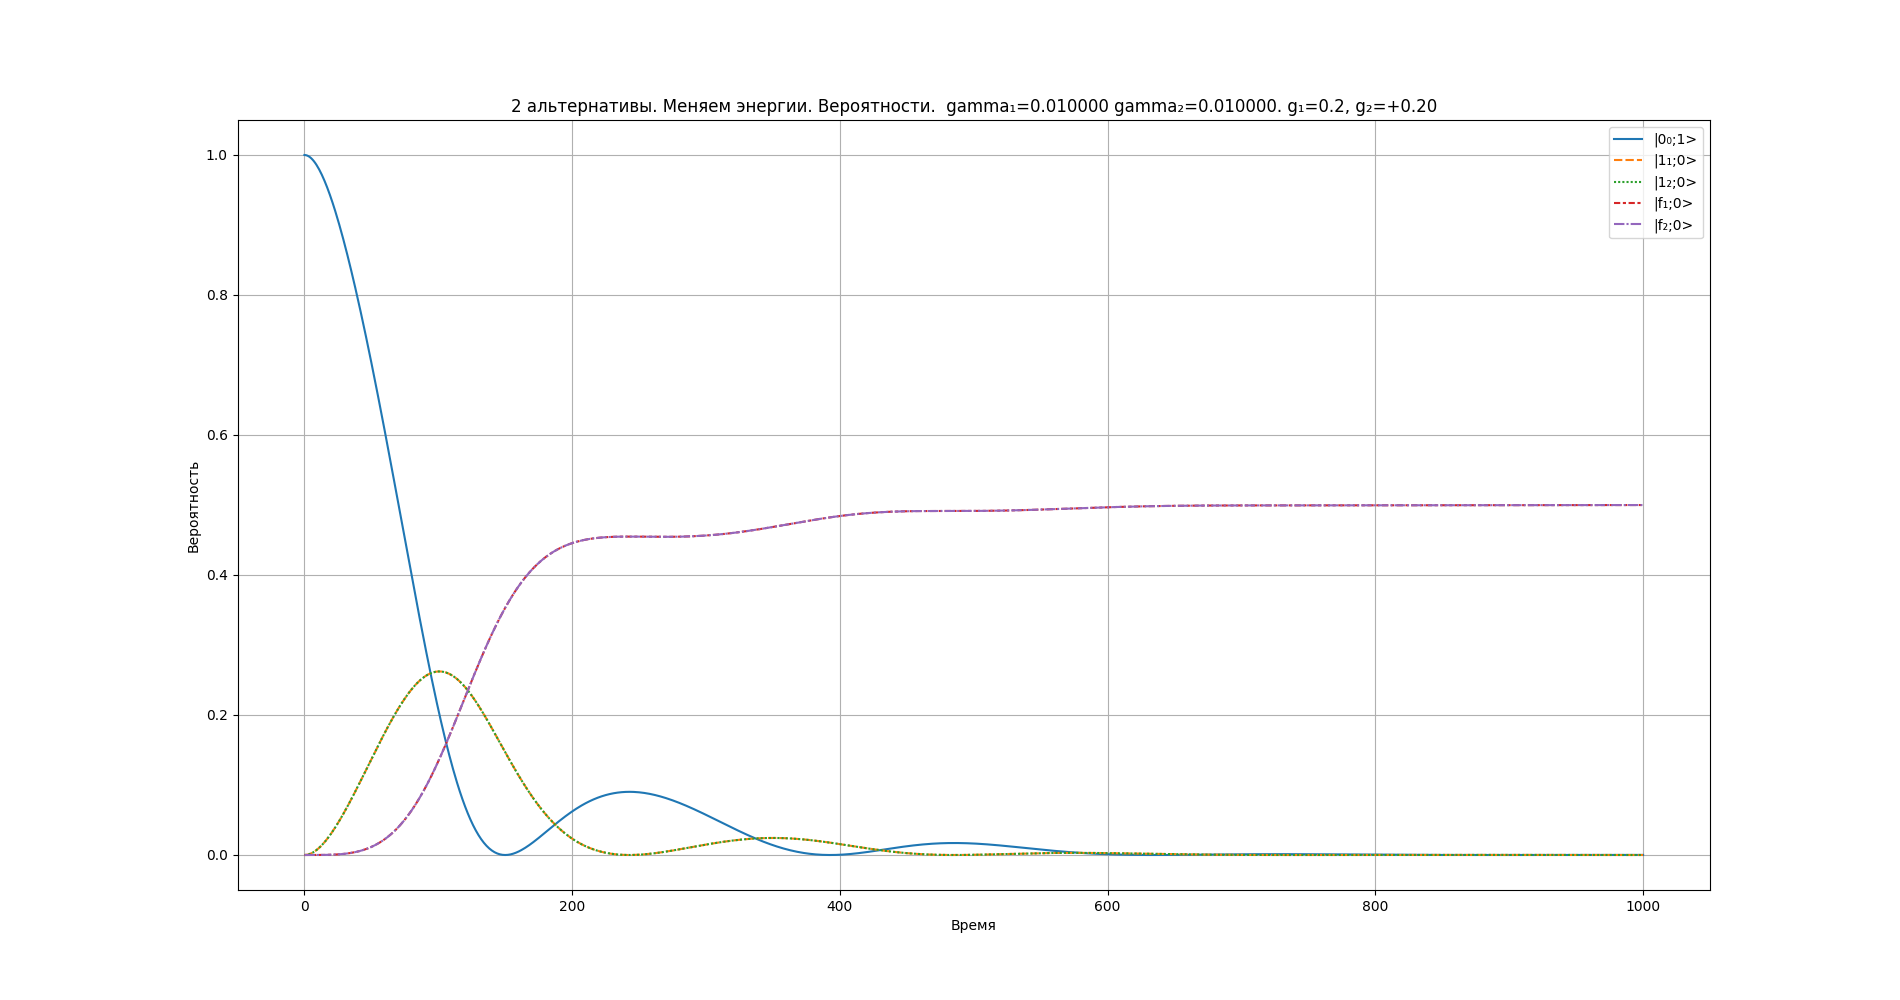 2 альтернативы. Меняем энергии. Вероятности.  gamma₁=0.010000 gamma₂=0.010000. g₁=0.2, g₂=+0.20
|0₀;1>
|1₁;0>
|1₂;0>
|f₁;0>
|f₂;0>
Вероятность
1.0
0.8
0.6
0.4
0.2
0.0
0 200 400 600 800 1000
Время